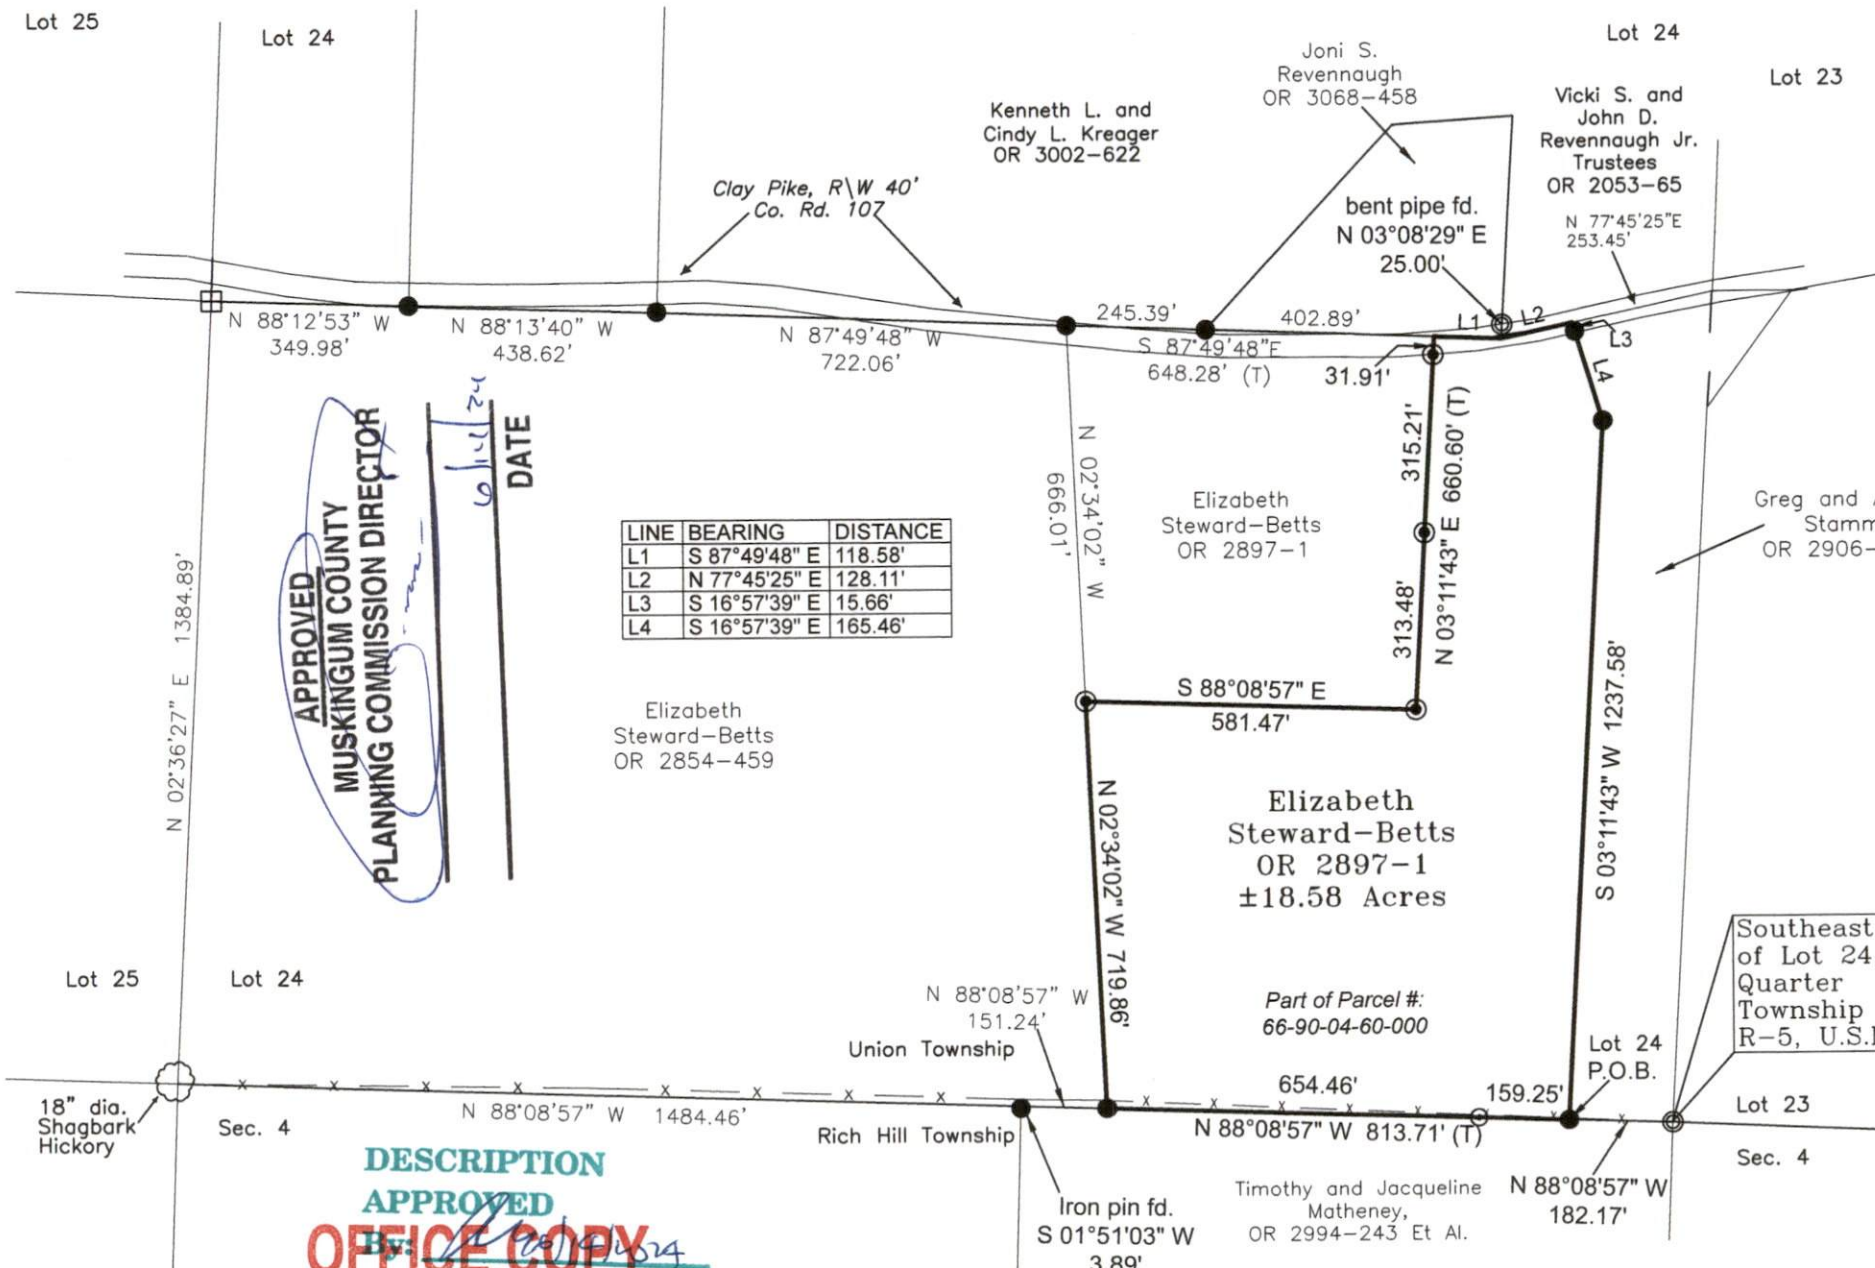 Lot 25
Lot 24
Lot 24
Lot 23
Joni S.
Revennaugh
OR 3068-458
Kenneth L. and
Cindy L. Kreager
OR 3002-622
Vicki S. and
John D.
Revennaugh Jr.
Trustees
OR 2053-65
Clay Pike, R\W 40'
Co. Rd. 107
bent pipe fd.
N 03°08'29" E
25.00'
N 77°45'25"E
253.45'
N 88°12'53" W
349.98'
N 88°13'40" W
438.62'
N 87°49'48" W
722.06'
245.39'
402.89'
S 87°49'48"E
648.28' (T)
31.91'
L1
L2
L3
L4
315.21'
313.48'
N 03°11'43" E 660.60' (T)
N 02°34'02" W
666.01'
Elizabeth
Steward-Betts
OR 2897-1
Greg and
Stamm
OR 2906-
APPROVED
MUSKINGUM COUNTY
PLANNING COMMISSION DIRECTOR
DATE
LINE BEARING DISTANCE
L1 S 87°49'48" E 118.58'
L2 N 77°45'25" E 128.11'
L3 S 16°57'39" E 15.66'
L4 S 16°57'39" E 165.46'
N 02°36'27" E 1384.89'
Elizabeth
Steward-Betts
OR 2854-459
S 88°08'57" E
581.47'
S 03°11'43" W 1237.58'
N 02°34'02" W 719.86'
Elizabeth
Steward-Betts
OR 2897-1
±18.58 Acres
Part of Parcel #:
66-90-04-60-000
Southeast
of Lot 24
Quarter
Township
R-5, U.S.
Lot 25
Lot 24
N 88°08'57" W
151.24'
Union Township
Lot 24
P.O.B.
654.46'
159.25'
Lot 23
18" dia.
Shagbark
Hickory
Sec. 4
N 88°08'57" W 1484.46'
Rich Hill Township
N 88°08'57" W 813.71' (T)
Sec. 4
DESCRIPTION
APPROVED
By:
OFFICE COPY
Iron pin fd.
S 01°51'03" W
3.89'
Timothy and Jacqueline
Matheney,
OR 2994-243 Et Al.
N 88°08'57" W
182.17'